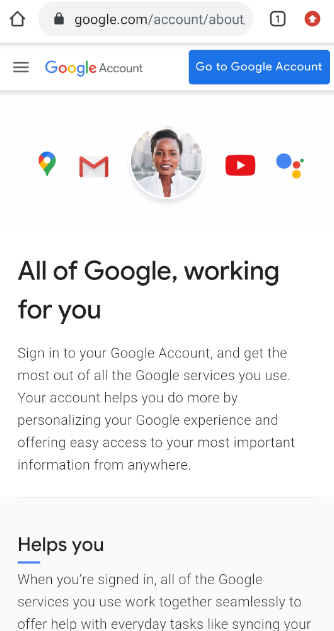 google.com/account/about/
1
Google Account
Go to Google Account
All of Google, working
for you
Sign in to your Google Account, and get the
most out of all the Google services you use.
Your account helps you do more by
personalizing your Google experience and
offering easy access to your most important
information from anywhere.
Helps you
When you're signed in, all of the Google
services you use work together seamlessly to
offer help with everyday tasks like syncing your